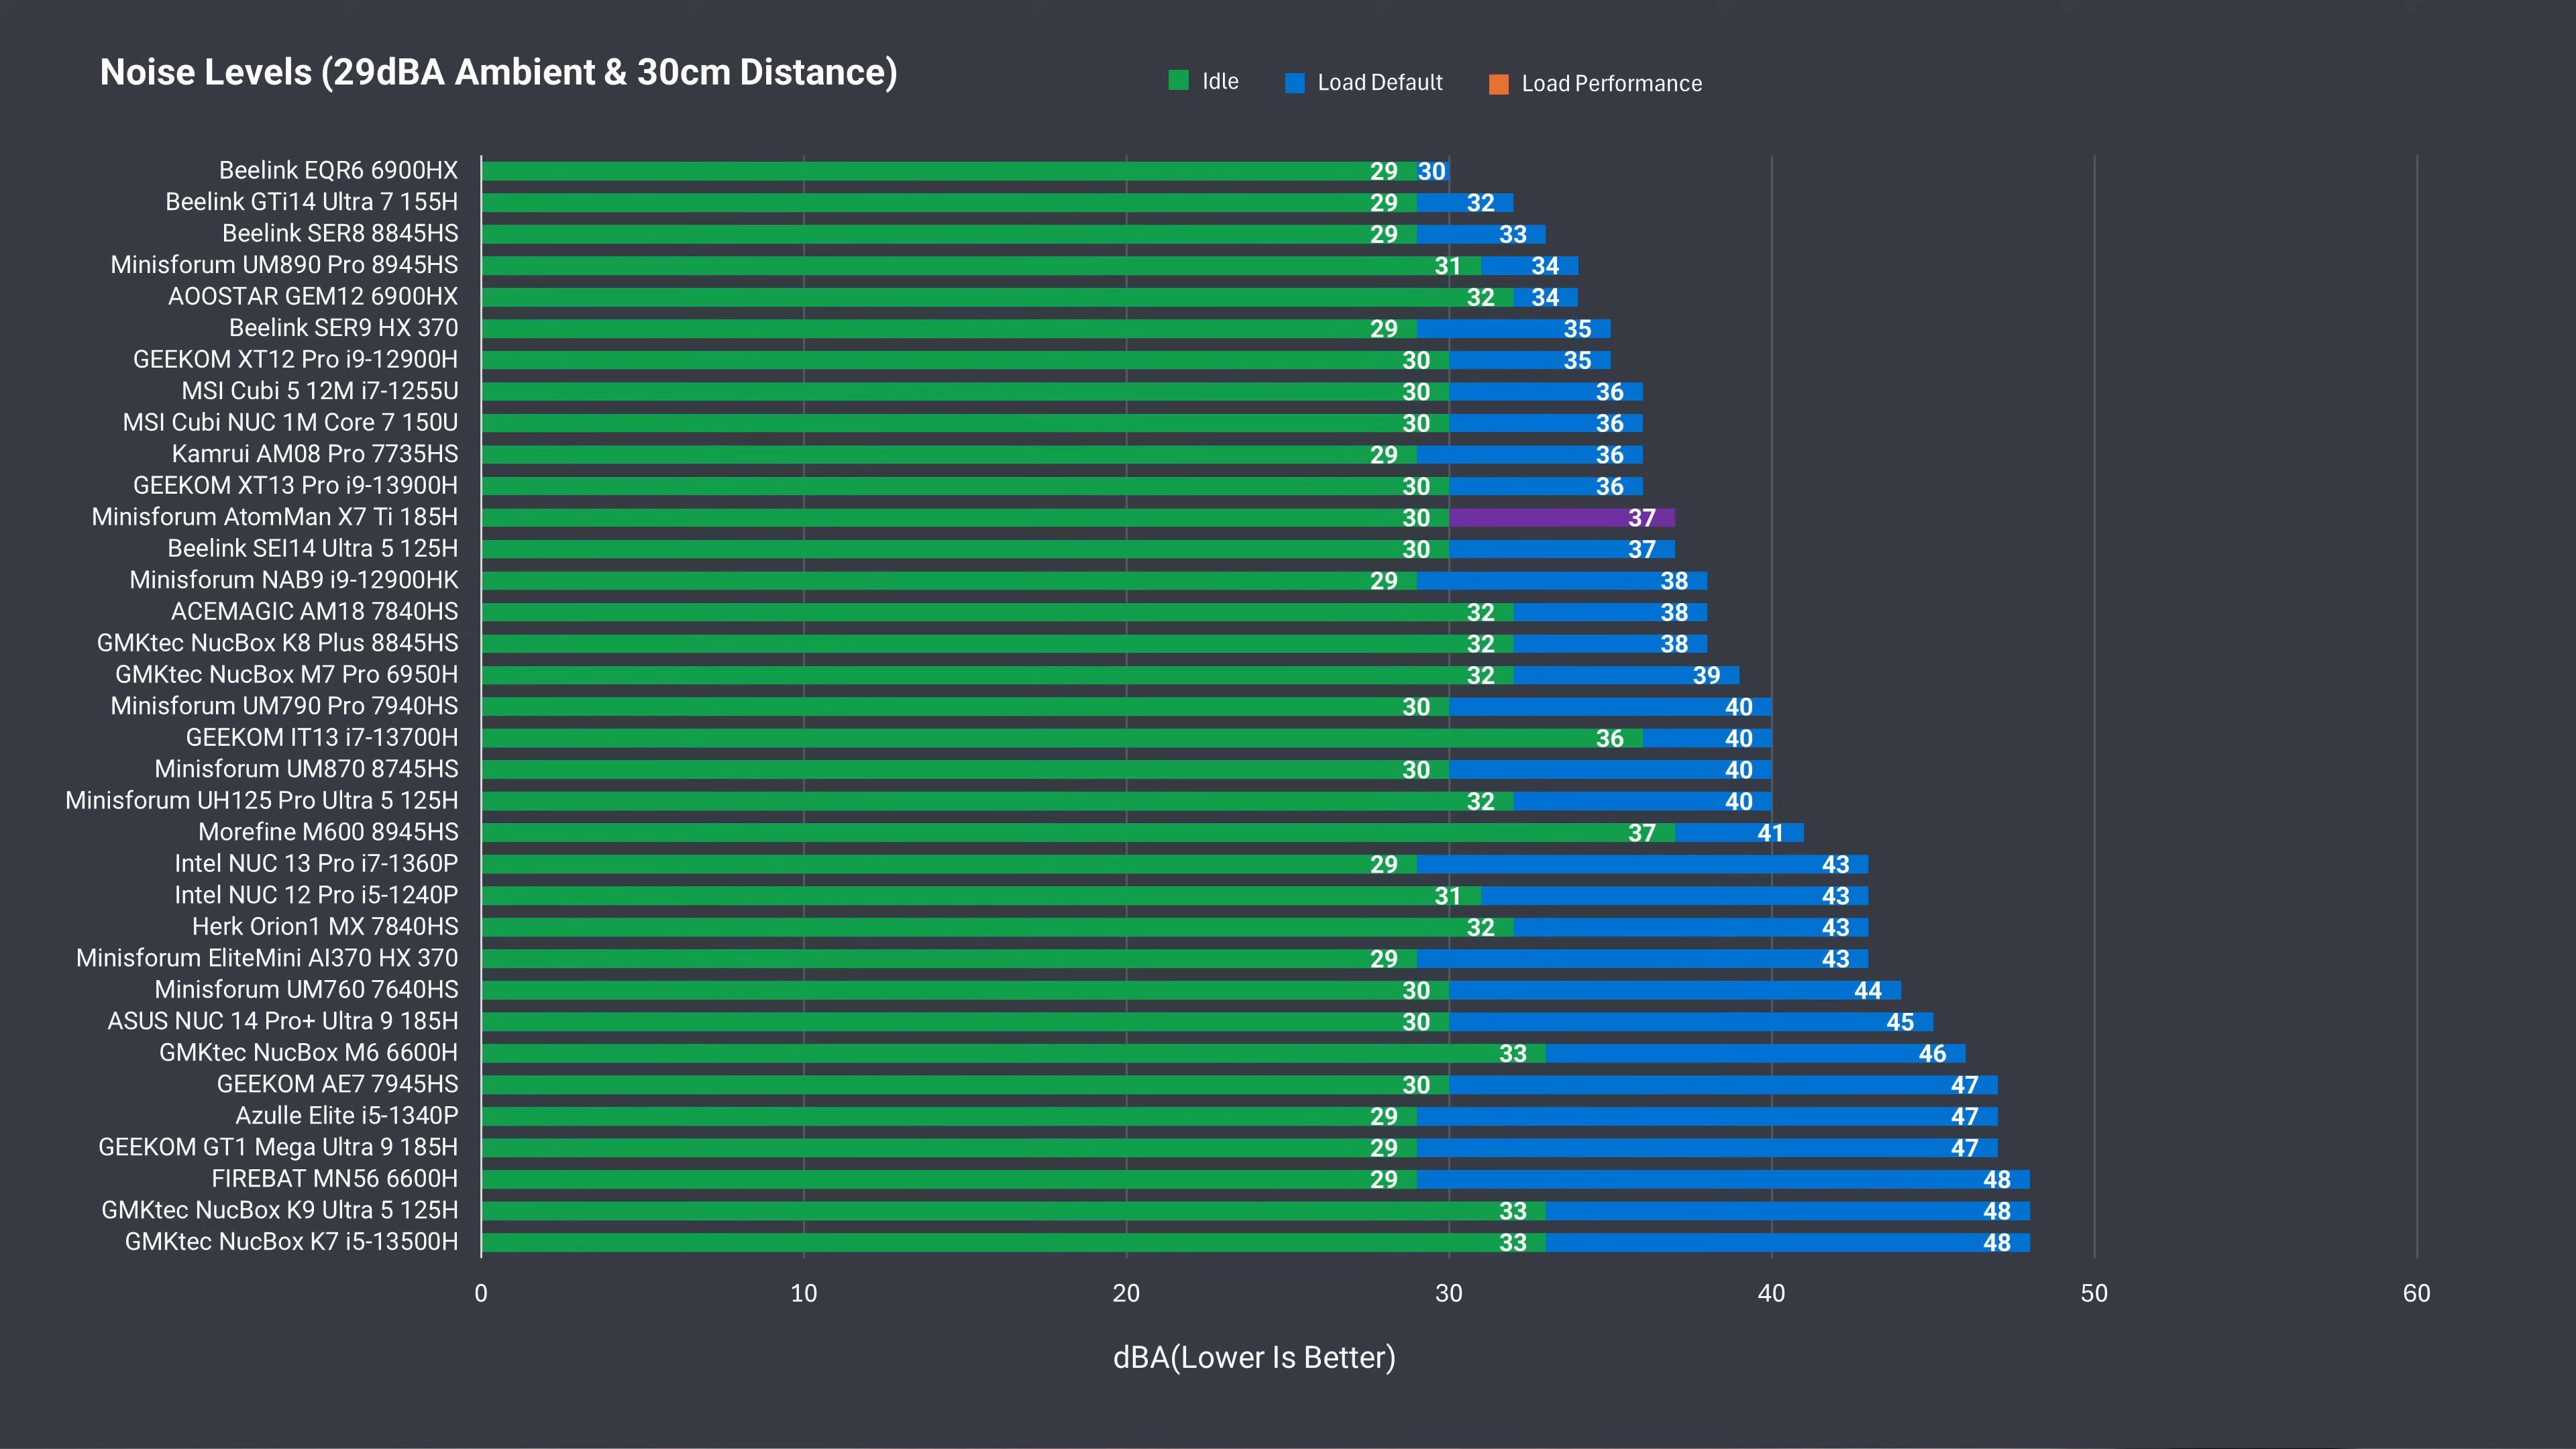 Noise Levels (29dBA Ambient & 30cm Distance)
Idle
Load Default
Load Performance
Beelink EQR6 6900HX 29 30
Beelink GTi14 Ultra 7 155H 29 32
Beelink SER8 8845HS 29 33
Minisforum UM890 Pro 8945HS 31 34
AOOSTAR GEM12 6900HX 32 34
Beelink SER9 HX 370 29 35
GEEKOM XT12 Pro i9-12900H 30 35
MSI Cubi 5 12M i7-1255U 30 36
MSI Cubi NUC 1M Core 7 150U 30 36
Kamrui AM08 Pro 7735HS 29 36
GEEKOM XT13 Pro i9-13900H 30 36
Minisforum AtomMan X7 Ti 185H 30 37
Beelink SEI14 Ultra 5 125H 30 37
Minisforum NAB9 i9-12900HK 29 38
ACEMAGIC AM18 7840HS 32 38
GMKtec NucBox K8 Plus 8845HS 32 38
GMKtec NucBox M7 Pro 6950H 32 39
Minisforum UM790 Pro 7940HS 30 40
GEEKOM IT13 i7-13700H 36 40
Minisforum UM870 8745HS 30 40
Minisforum UH125 Pro Ultra 5 125H 32 40
Morefine M600 8945HS 37 41
Intel NUC 13 Pro i7-1360P 29 43
Intel NUC 12 Pro i5-1240P 31 43
Herk Orion1 MX 7840HS 32 43
Minisforum EliteMini AI370 HX 370 29 43
Minisforum UM760 7640HS 30 44
ASUS NUC 14 Pro+ Ultra 9 185H 30 45
GMKtec NucBox M6 6600H 33 46
GEEKOM AE7 7945HS 30 47
Azulle Elite i5-1340P 29 47
GEEKOM GT1 Mega Ultra 9 185H 29 47
FIREBAT MN56 6600H 29 48
GMKtec NucBox K9 Ultra 5 125H 33 48
GMKtec NucBox K7 i5-13500H 33 48
0 10 20 30 40 50 60
dBA(Lower Is Better)